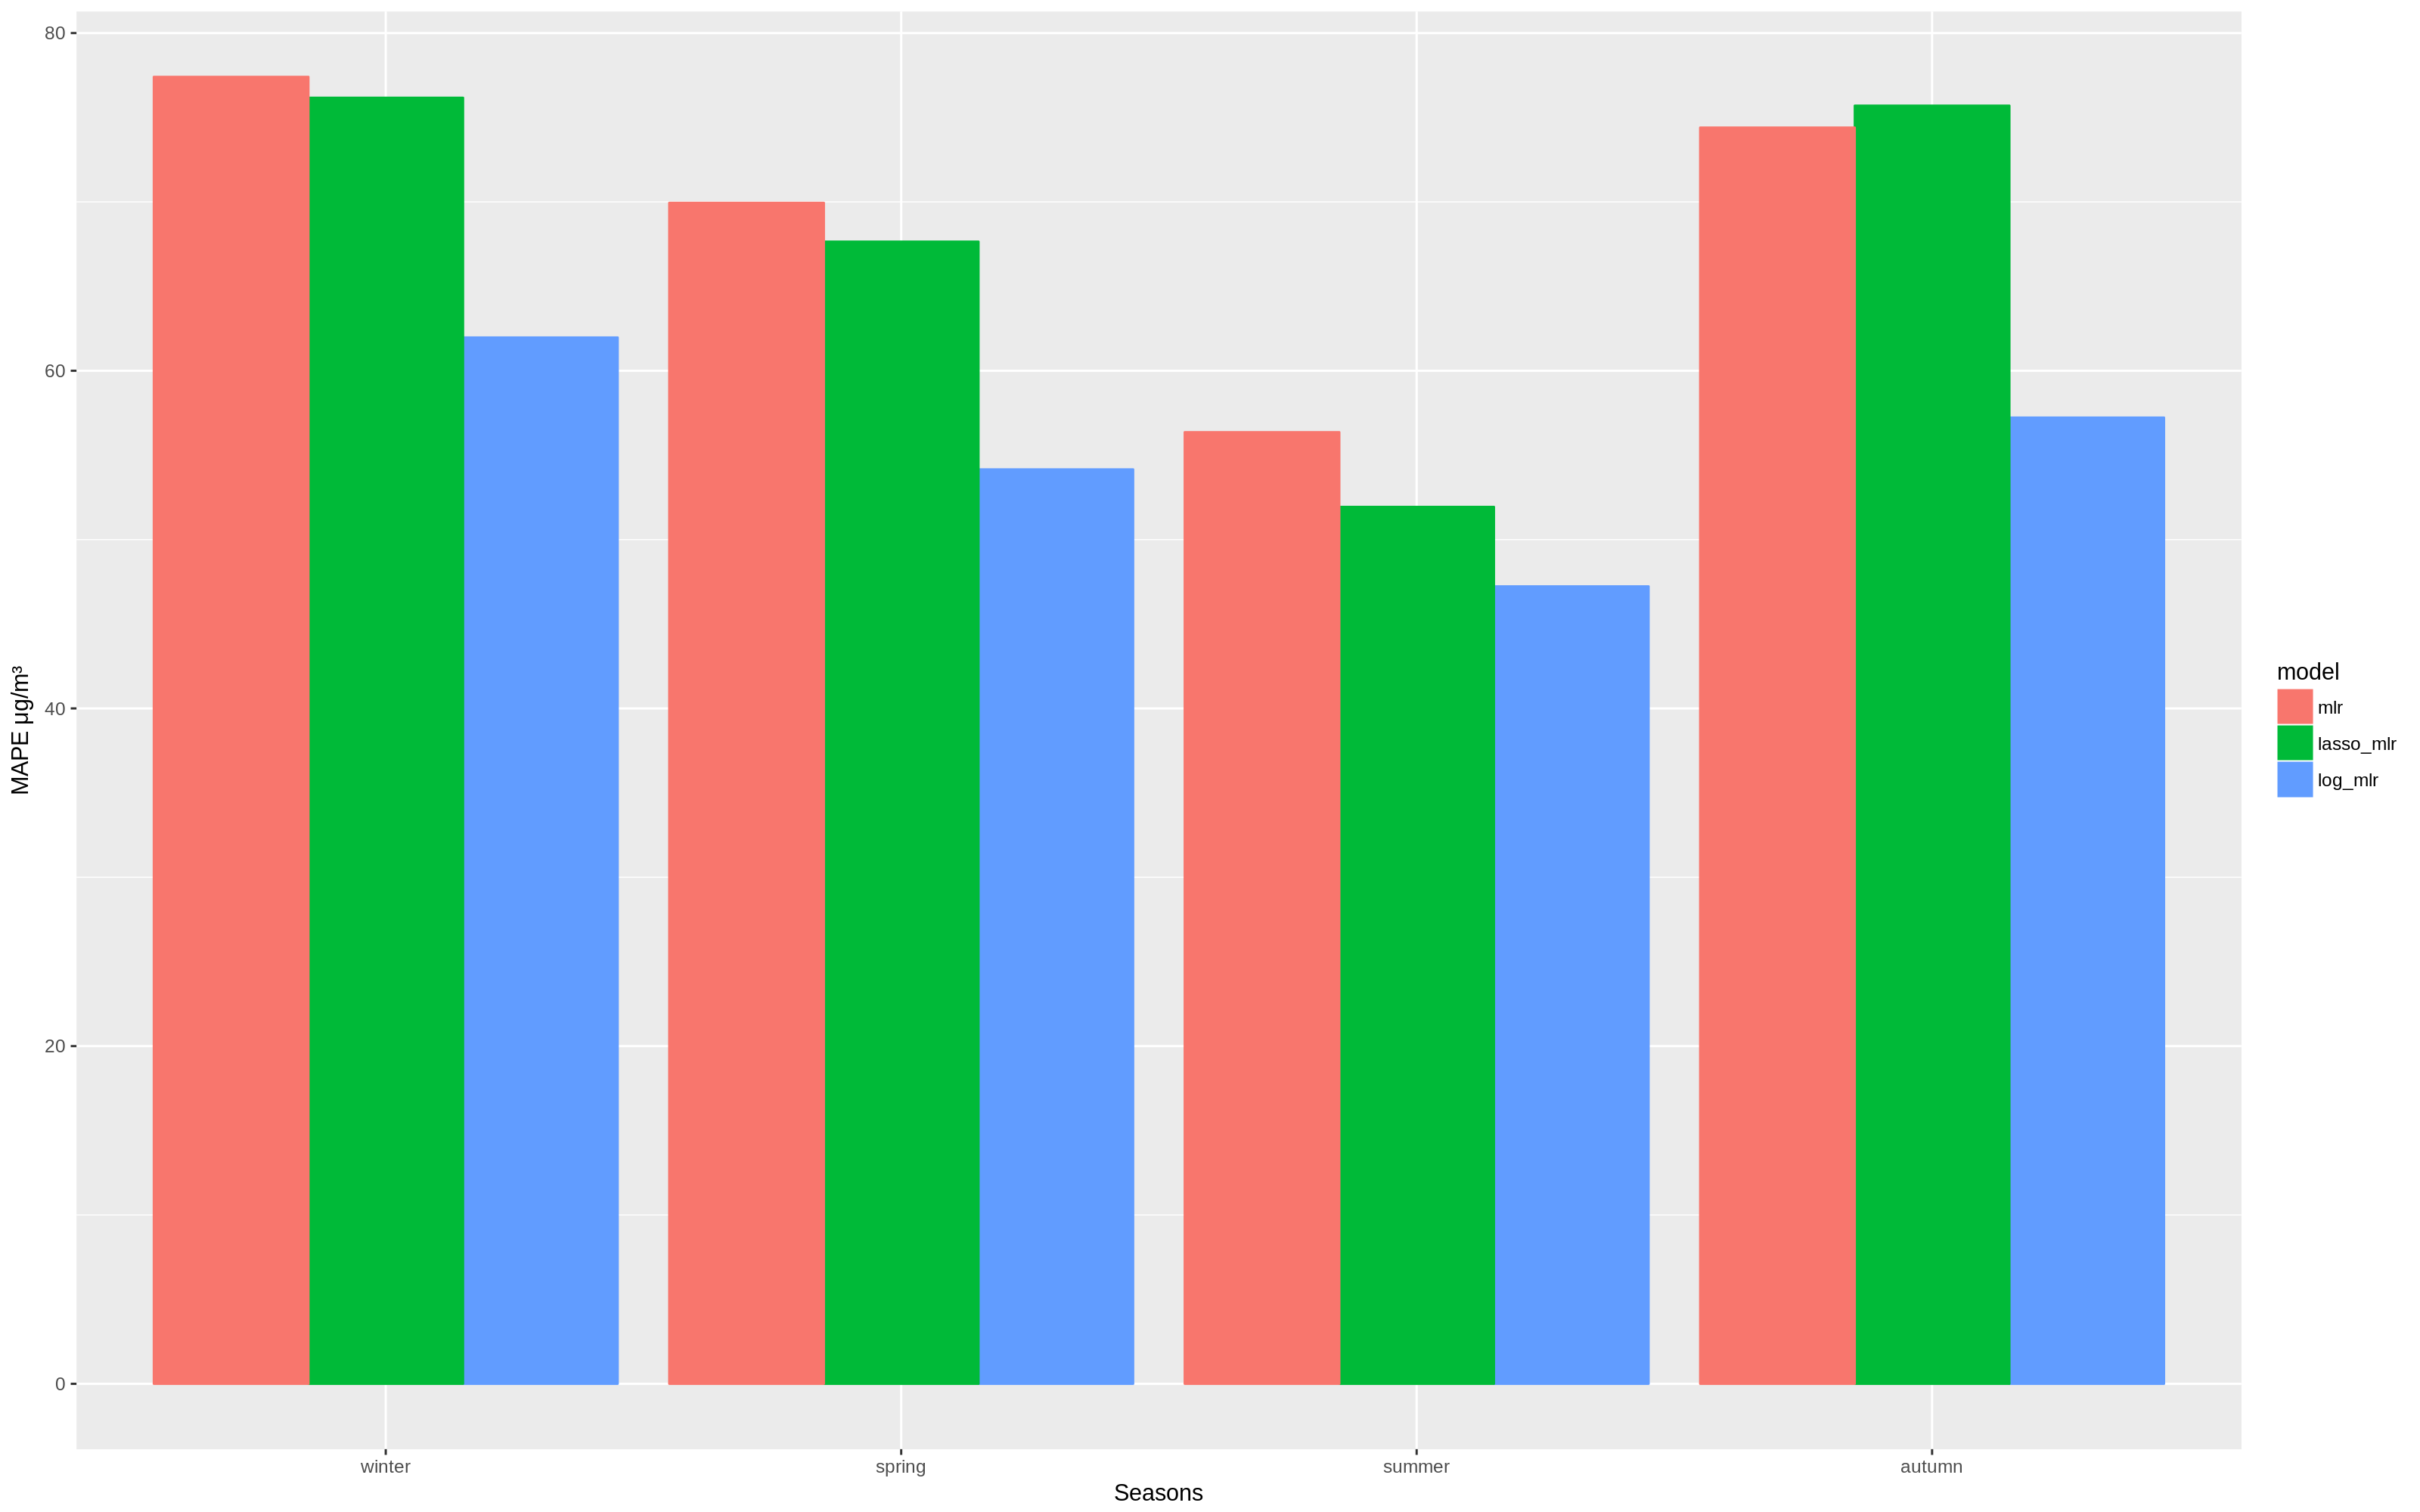 80
60
40
20
0
MAPE μg/m³
winter spring summer autumn
Seasons
model
mlr
lasso_mlr
log_mlr